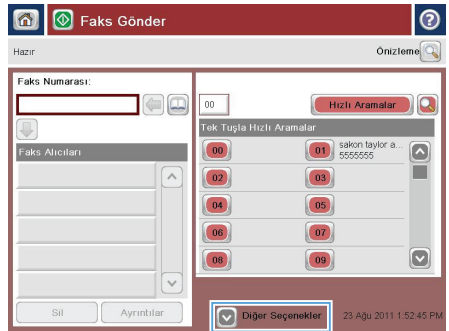 Faks Gönder
Hazır
Önizleme
Faks Numarası:
00
Hızlı Aramalar
Tek Tuşla Hızlı Aramalar
Faks Alıcıları
00
01 sakon taylor a...
5555555
02
03
04
05
06
07
08
09
Sil
Ayrıntılar
Diğer Seçenekler
23 Ağu 2011 1:52:45 PM